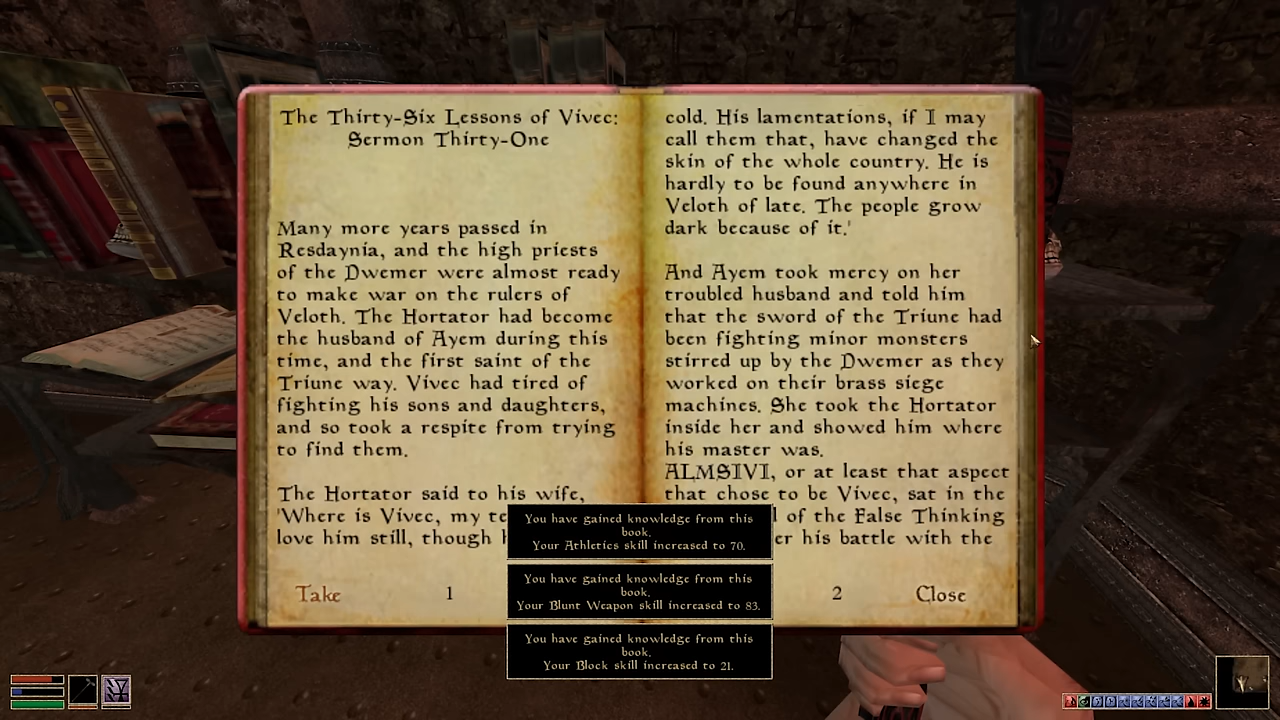 The Thirty-Six Lessons of Vivec:
Sermon Thirty-One
Many more years passed in
Resdaynia, and the high priests
of the Dwemer were almost ready
to make war on the rulers of
Veloth. The Hortator had become
the husband of Ayem during this
time, and the first saint of the
Triune way. Vivec had tired of
fighting his sons and daughters,
and so took a respite from trying
to find them.
The Hortator said to his wife,
'Where is Vivec, my
love him still, though
Take
1
cold. His lamentations, if I may
call them that, have changed the
skin of the whole country. He is
hardly to be found anywhere in
Veloth of late. The people grow
dark because of it.'
And Ayem took mercy on her
troubled husband and told him
that the sword of the Triune had
been fighting minor monsters
stirred up by the Dwemer as they
worked on their brass siege
machines. She took the Hortator
inside her and showed him where
his master was.
ALMSIVI, or at least that aspect
that chose to be Vivec, sat in the
of the False Thinking
his battle with the
2
Close
You have gained knowledge from this
book.
Your Athletics skill increased to 70.
You have gained knowledge from this
book.
Your Blunt Weapon skill increased to 83.
You have gained knowledge from this
book.
Your Block skill increased to 21.